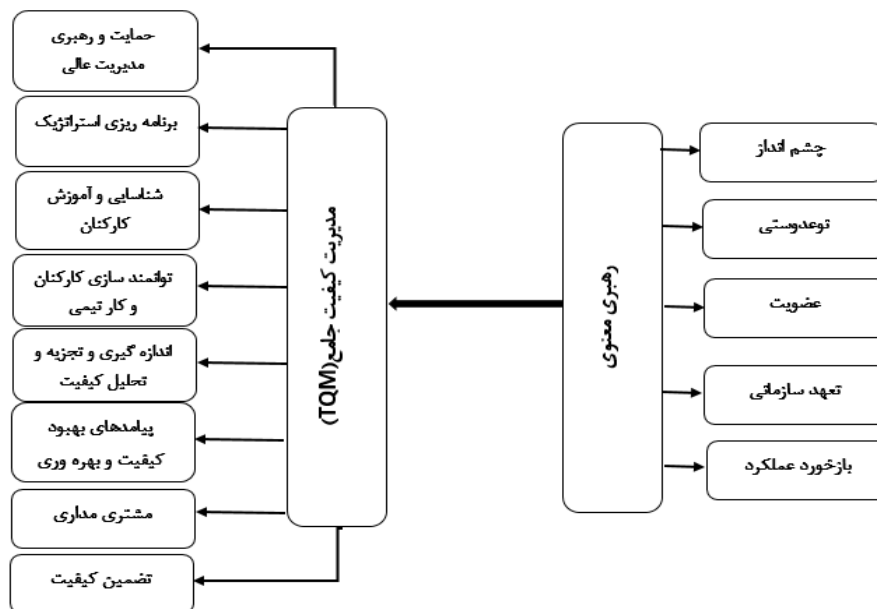 چشم انداز
نوعدوستی
عضویت
تعهد سازمانی
بازخورد عملکرد
رهبری معنوی
مدیریت کیفیت جامع(TQM)
حمایت و رهبری
مدیریت عالی
برنامه ریزی استراتژیک
شناسایی و آموزش
کارکنان
توانمند سازی کارکنان
و کار تیمی
اندازه گیری و تجزیه و
تحلیل کیفیت
پیامدهای بهبود
کیفیت و بهره وری
مشتری مداری
تضمین کیفیت